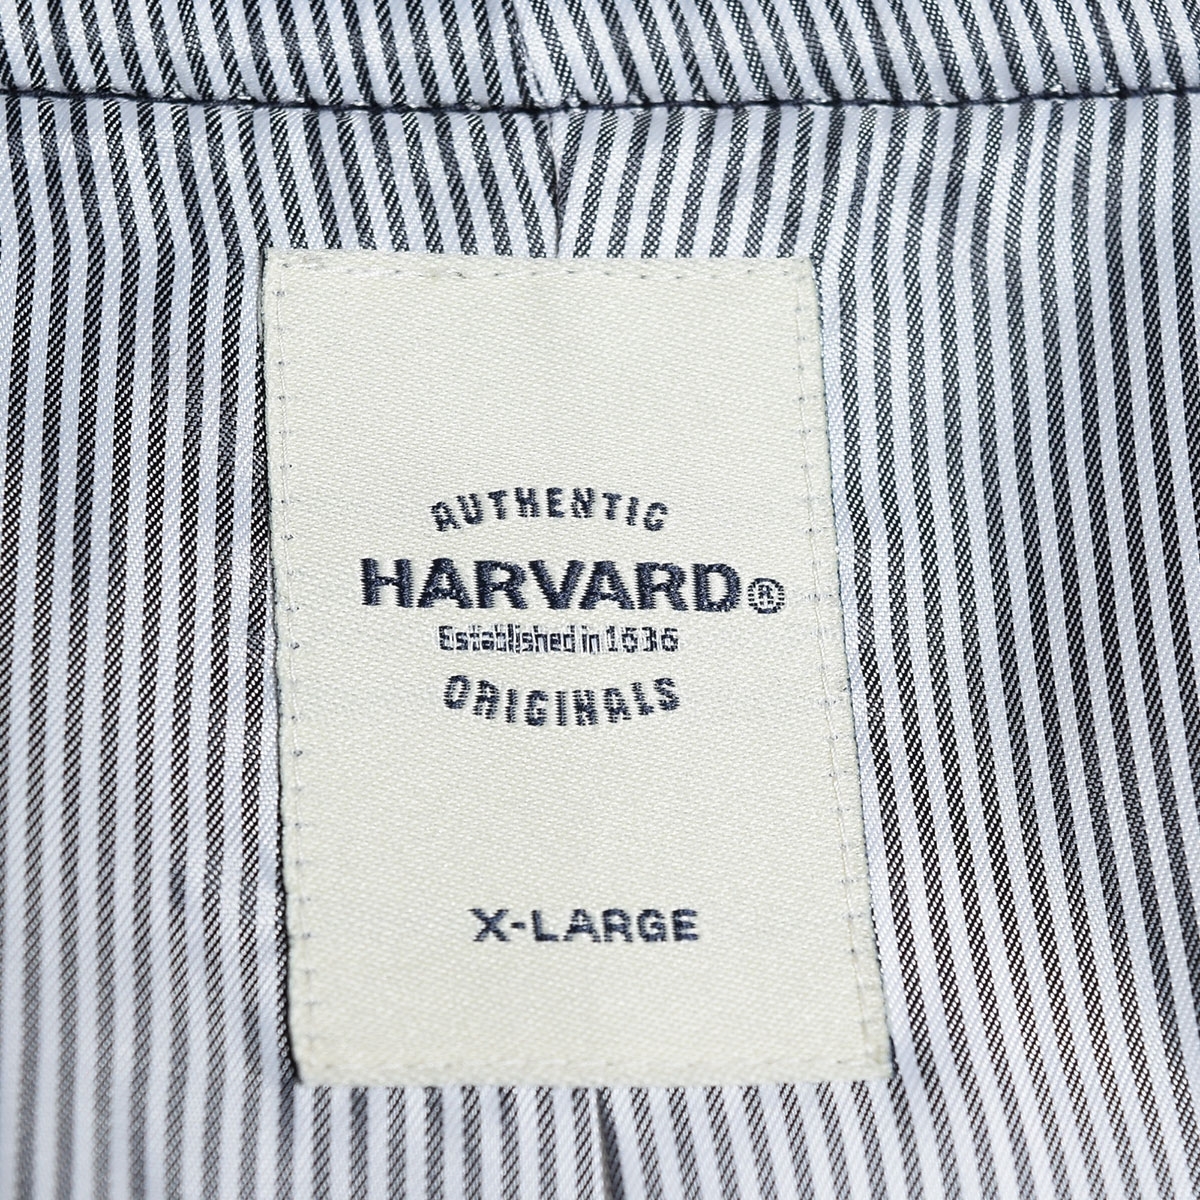 AUTHENTIC
HARVARD®
Established in 1636
ORIGINALS
X-LARGE